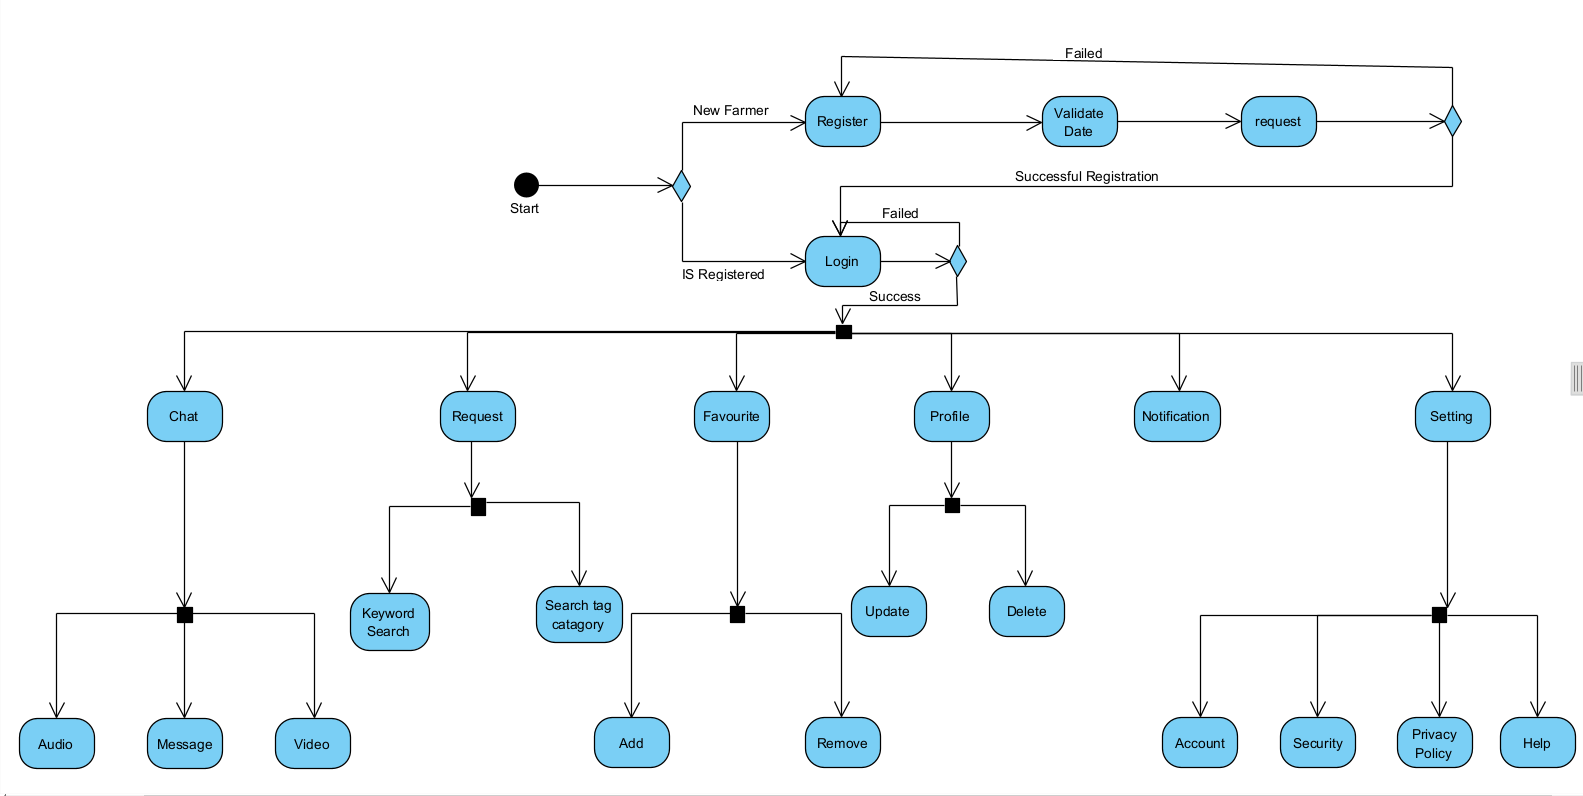 Failed
New Farmer
Register
Validate
Date
request
Start
Successful Registration
Failed
IS Registered
Login
Success
Chat
Request
Favourite
Profile
Notification
Setting
Keyword
Search
Search tag
catagory
Update
Delete
Audio
Message
Video
Add
Remove
Account
Security
Privacy
Policy
Help